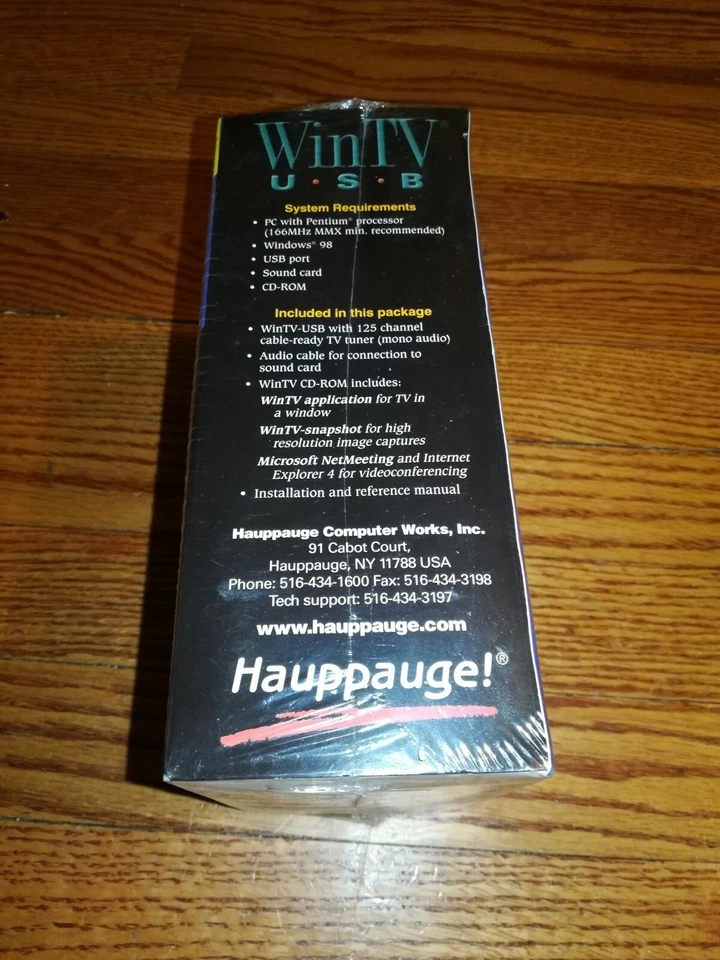 WinTV®
U·S·B
System Requirements
• PC with Pentium® processor
(166MHz MMX min. recommended)
• Windows® 98
• USB port
• Sound card
• CD-ROM
Included in this package
• WinTV-USB with 125 channel
cable-ready TV tuner (mono audio)
• Audio cable for connection to
sound card
• WinTV CD-ROM includes:
WinTV application for TV in
a window
WinTV-snapshot for high
resolution image captures
Microsoft NetMeeting and Internet
Explorer 4 for videoconferencing
• Installation and reference manual
Hauppauge Computer Works, Inc.
91 Cabot Court,
Hauppauge, NY 11788 USA
Phone: 516-434-1600 Fax: 516-434-3198
Tech support: 516-434-3197
www.hauppauge.com
Hauppauge!®